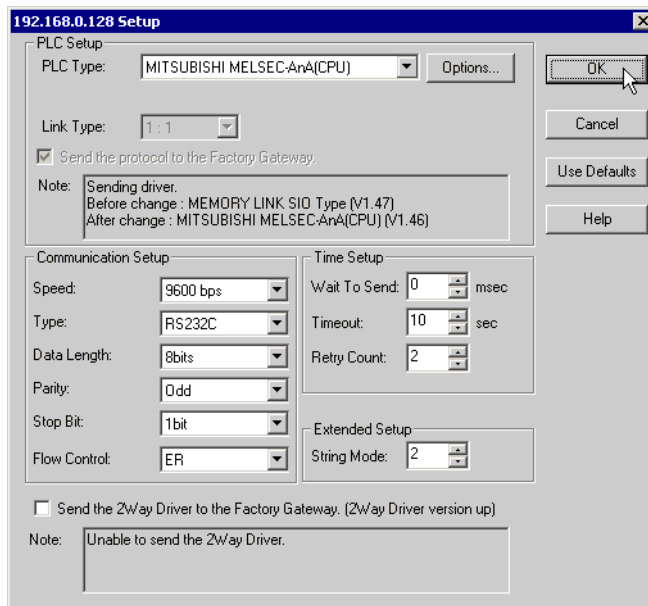 192.168.0.128 Setup
PLC Setup
PLC Type: MITSUBISHI MELSEC-AnA(CPU) Options...
OK
Link Type: 1 : 1
Cancel
Send the protocol to the Factory Gateway.
Use Defaults
Note: Sending driver.
Before change : MEMORY LINK SIO Type (V1.47)
After change : MITSUBISHI MELSEC-AnA(CPU) (V1.46)
Help
Communication Setup
Speed: 9600 bps
Type: RS232C
Data Length: 8bits
Parity: Odd
Stop Bit: 1bit
Flow Control: ER
Time Setup
Wait To Send: 0 msec
Timeout: 10 sec
Retry Count: 2
Extended Setup
String Mode: 2
Send the 2Way Driver to the Factory Gateway. (2Way Driver version up)
Note: Unable to send the 2Way Driver.